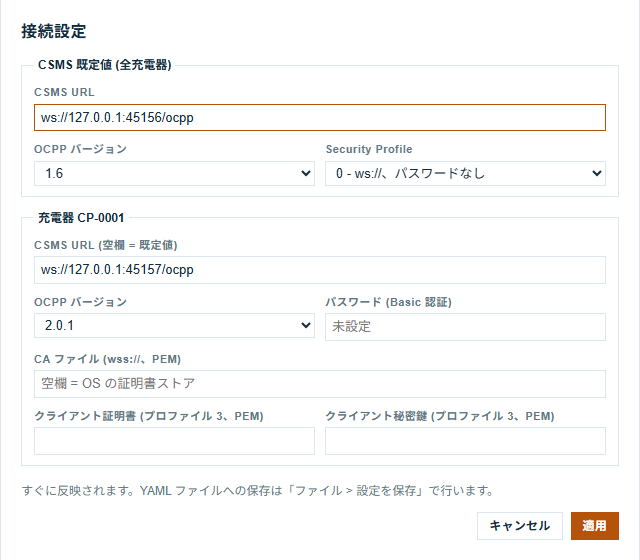 接続設定
CSMS 既定値 (全充電器)
CSMS URL
ws://127.0.0.1:45156/ocpp
OCPP バージョン
Security Profile
1.6
0 - ws://、パスワードなし
充電器 CP-0001
CSMS URL (空欄 = 既定値)
ws://127.0.0.1:45157/ocpp
OCPP バージョン
パスワード (Basic 認証)
2.0.1
未設定
CA ファイル (wss://、PEM)
空欄 = OS の証明書ストア
クライアント証明書 (プロファイル 3、PEM)
クライアント秘密鍵 (プロファイル 3、PEM)
すぐに反映されます。YAML ファイルへの保存は「ファイル > 設定を保存」で行います。
キャンセル
適用